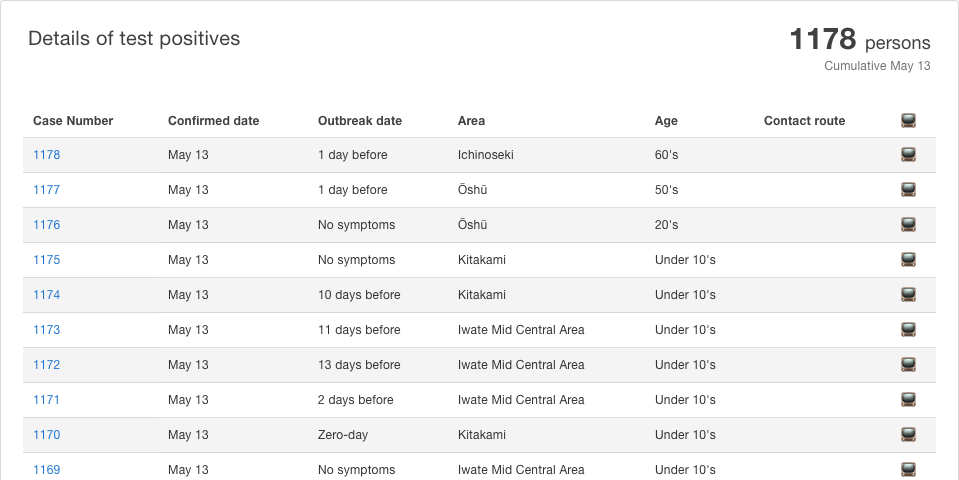 Details of test positives
1178 persons
Cumulative May 13
Case Number Confirmed date Outbreak date Area Age Contact route
1178 May 13 1 day before Ichinoseki 60's
1177 May 13 1 day before Ōshū 50's
1176 May 13 No symptoms Ōshū 20's
1175 May 13 No symptoms Kitakami Under 10's
1174 May 13 10 days before Kitakami Under 10's
1173 May 13 11 days before Iwate Mid Central Area Under 10's
1172 May 13 13 days before Iwate Mid Central Area Under 10's
1171 May 13 2 days before Iwate Mid Central Area Under 10's
1170 May 13 Zero-day Kitakami Under 10's
1169 May 13 No symptoms Iwate Mid Central Area Under 10's